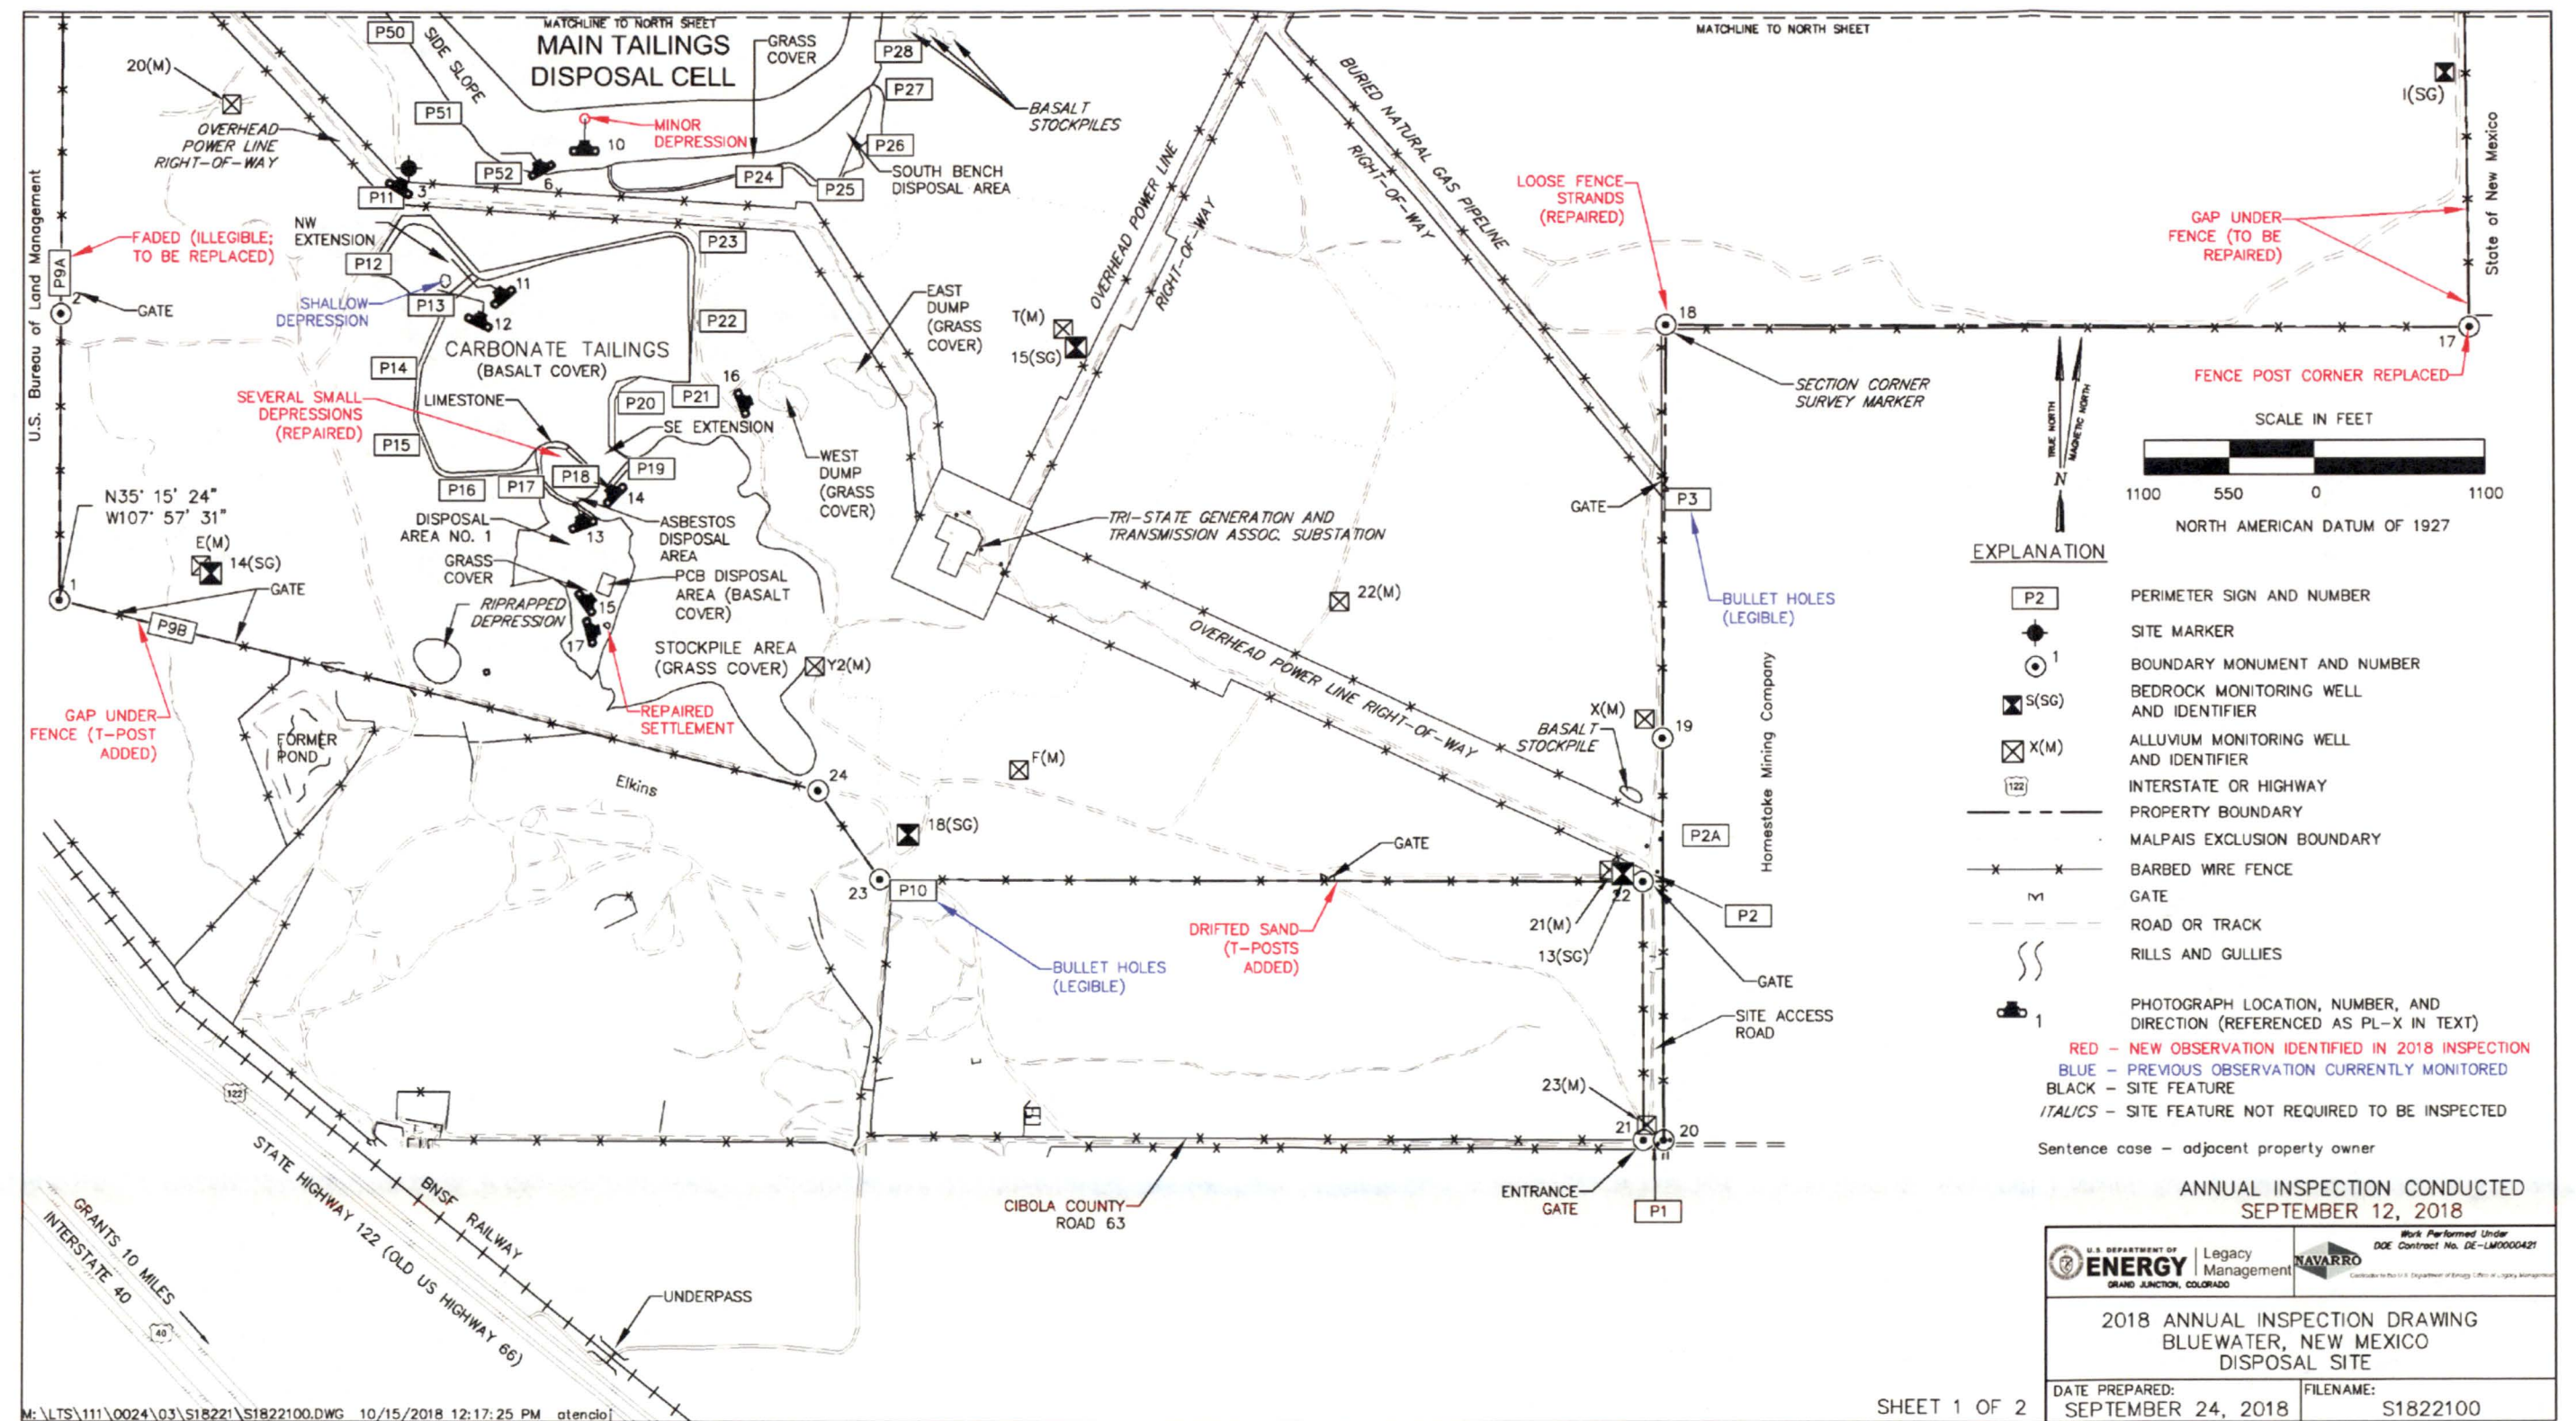 MATCHLINE TO NORTH SHEET
MAIN TAILINGS
DISPOSAL CELL
MATCHLINE TO NORTH SHEET
P50
SIDE SLOPE
GRASS
COVER
P28
20(M)
P51
P27
BASALT
STOCKPILES
OVERHEAD
POWER LINE
RIGHT-OF-WAY
MINOR
DEPRESSION
10
P26
SOUTH BENCH
DISPOSAL AREA
P52
6
P24
P25
P11
3
BURIED NATURAL GAS PIPELINE
RIGHT-OF-WAY
I(SG)
State of New Mexico
LOOSE FENCE
STRANDS
(REPAIRED)
GAP UNDER
FENCE (TO BE
REPAIRED)
U.S. Bureau of Land Management
FADED (ILLEGIBLE;
TO BE REPLACED)
P9A
2
GATE
NW
EXTENSION
P12
P13
SHALLOW
DEPRESSION
11
12
P23
P22
EAST
DUMP
(GRASS
COVER)
OVERHEAD POWER LINE
RIGHT-OF-WAY
T(M)
15(SG)
18
17
CARBONATE TAILINGS
(BASALT COVER)
P14
16
SEVERAL SMALL
DEPRESSIONS
(REPAIRED)
LIMESTONE
P20
P21
SE EXTENSION
P15
WEST
DUMP
(GRASS
COVER)
SECTION CORNER
SURVEY MARKER
FENCE POST CORNER REPLACED
TRUE NORTH
MAGNETIC NORTH
N
SCALE IN FEET
1100
550
0
1100
NORTH AMERICAN DATUM OF 1927
P16
P17
P18
P19
14
13
N35° 15' 24"
W107° 57' 31"
E(M)
14(SG)
GATE
1
P9B
DISPOSAL
AREA NO. 1
ASBESTOS
DISPOSAL
AREA
GRASS
COVER
PCB DISPOSAL
AREA (BASALT
COVER)
15
17
RIPRAPPED
DEPRESSION
STOCKPILE AREA
(GRASS COVER)
Y2(M)
TRI-STATE GENERATION AND
TRANSMISSION ASSOC. SUBSTATION
GATE
P3
BULLET HOLES
(LEGIBLE)
22(M)
OVERHEAD POWER LINE RIGHT-OF-WAY
Homestake Mining Company
GAP UNDER
FENCE (T-POST
ADDED)
FORMER
POND
REPAIRED
SETTLEMENT
Elkins
24
F(M)
18(SG)
23
P10
BULLET HOLES
(LEGIBLE)
X(M)
BASALT
STOCKPILE
19
P2A
GATE
22
P2
21(M)
13(SG)
GATE
DRIFTED SAND
(T-POSTS
ADDED)
SITE ACCESS
ROAD
23(M)
21
20
ENTRANCE
GATE
P1
CIBOLA COUNTY
ROAD 63
122
STATE HIGHWAY 122 (OLD US HIGHWAY 66)
BNSF RAILWAY
GRANTS 10 MILES
INTERSTATE 40
40
UNDERPASS
EXPLANATION
P2
PERIMETER SIGN AND NUMBER
SITE MARKER
1
BOUNDARY MONUMENT AND NUMBER
S(SG)
BEDROCK MONITORING WELL
AND IDENTIFIER
X(M)
ALLUVIUM MONITORING WELL
AND IDENTIFIER
122
INTERSTATE OR HIGHWAY
PROPERTY BOUNDARY
MALPAIS EXCLUSION BOUNDARY
BARBED WIRE FENCE
GATE
ROAD OR TRACK
RILLS AND GULLIES
1
PHOTOGRAPH LOCATION, NUMBER, AND
DIRECTION (REFERENCED AS PL-X IN TEXT)
RED - NEW OBSERVATION IDENTIFIED IN 2018 INSPECTION
BLUE - PREVIOUS OBSERVATION CURRENTLY MONITORED
BLACK - SITE FEATURE
ITALICS - SITE FEATURE NOT REQUIRED TO BE INSPECTED
Sentence case - adjacent property owner
ANNUAL INSPECTION CONDUCTED
SEPTEMBER 12, 2018
U.S. DEPARTMENT OF
ENERGY
Legacy
Management
GRAND JUNCTION, COLORADO
NAVARRO
Work Performed Under
DOE Contract No. DE-LM0000421
2018 ANNUAL INSPECTION DRAWING
BLUEWATER, NEW MEXICO
DISPOSAL SITE
DATE PREPARED:
SEPTEMBER 24, 2018
FILENAME:
S1822100
SHEET 1 OF 2
M:\LTS\111\0024\03\S18221\S1822100.DWG 10/15/2018 12:17:25 PM atencioj